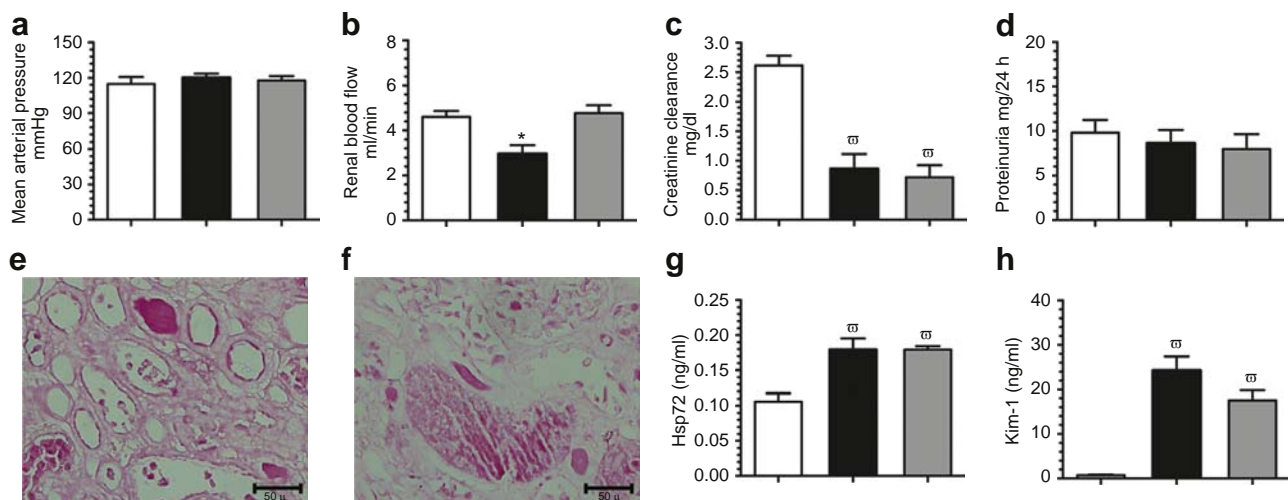 a
Mean arterial pressure
mmHg
150
120
90
60
30
0
b
Renal blood flow
ml/min
8
6
4
2
0
*
c
Creatinine clearance
mg/dl
3.0
2.5
2.0
1.5
1.0
0.5
0.0
ϖ
ϖ
d
Proteinuria mg/24 h
20
15
10
5
0
e
50 μ
f
50 μ
g
Hsp72 (ng/ml)
0.25
0.20
0.15
0.10
0.05
0.00
ϖ
ϖ
h
Kim-1 (ng/ml)
40
30
20
10
0
ϖ
ϖ